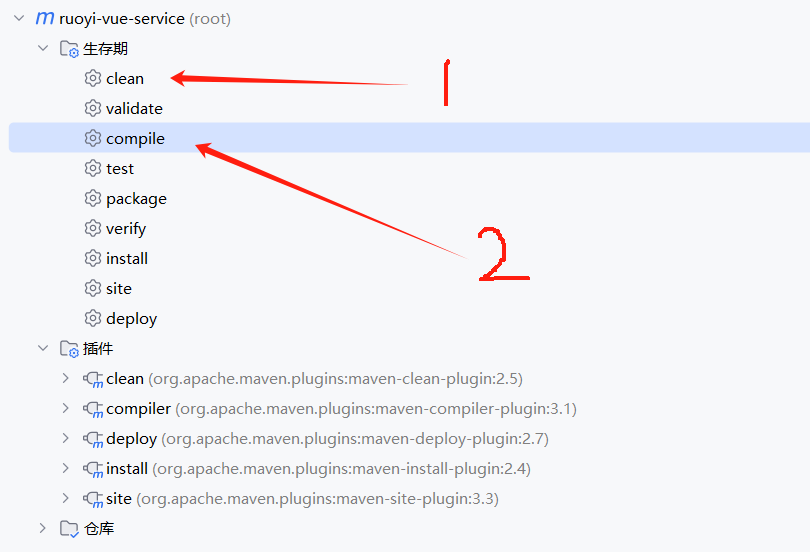 ruoyi-vue-service (root)
生存期
clean
1
validate
compile
test
package
verify
2
install
site
deploy
插件
clean (org.apache.maven.plugins:maven-clean-plugin:2.5)
compiler (org.apache.maven.plugins:maven-compiler-plugin:3.1)
deploy (org.apache.maven.plugins:maven-deploy-plugin:2.7)
install (org.apache.maven.plugins:maven-install-plugin:2.4)
site (org.apache.maven.plugins:maven-site-plugin:3.3)
仓库